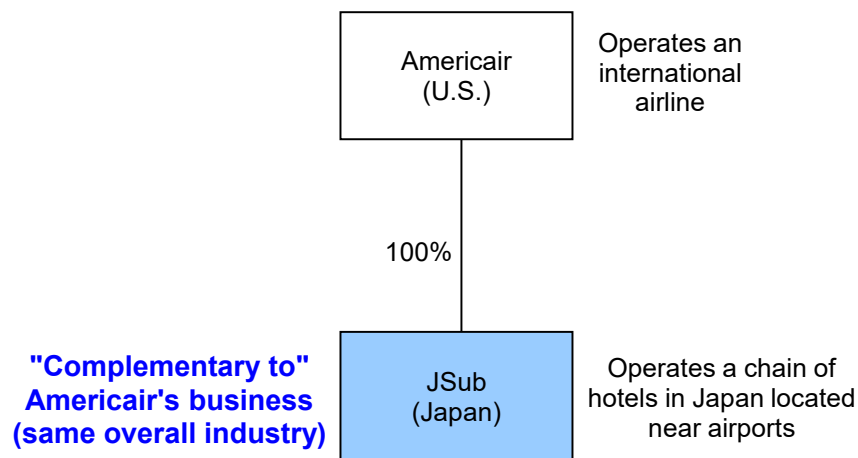 Americair
(U.S.)
Operates an
international
airline
100%
"Complementary to"
Americair's business
(same overall industry)
JSub
(Japan)
Operates a chain of
hotels in Japan located
near airports